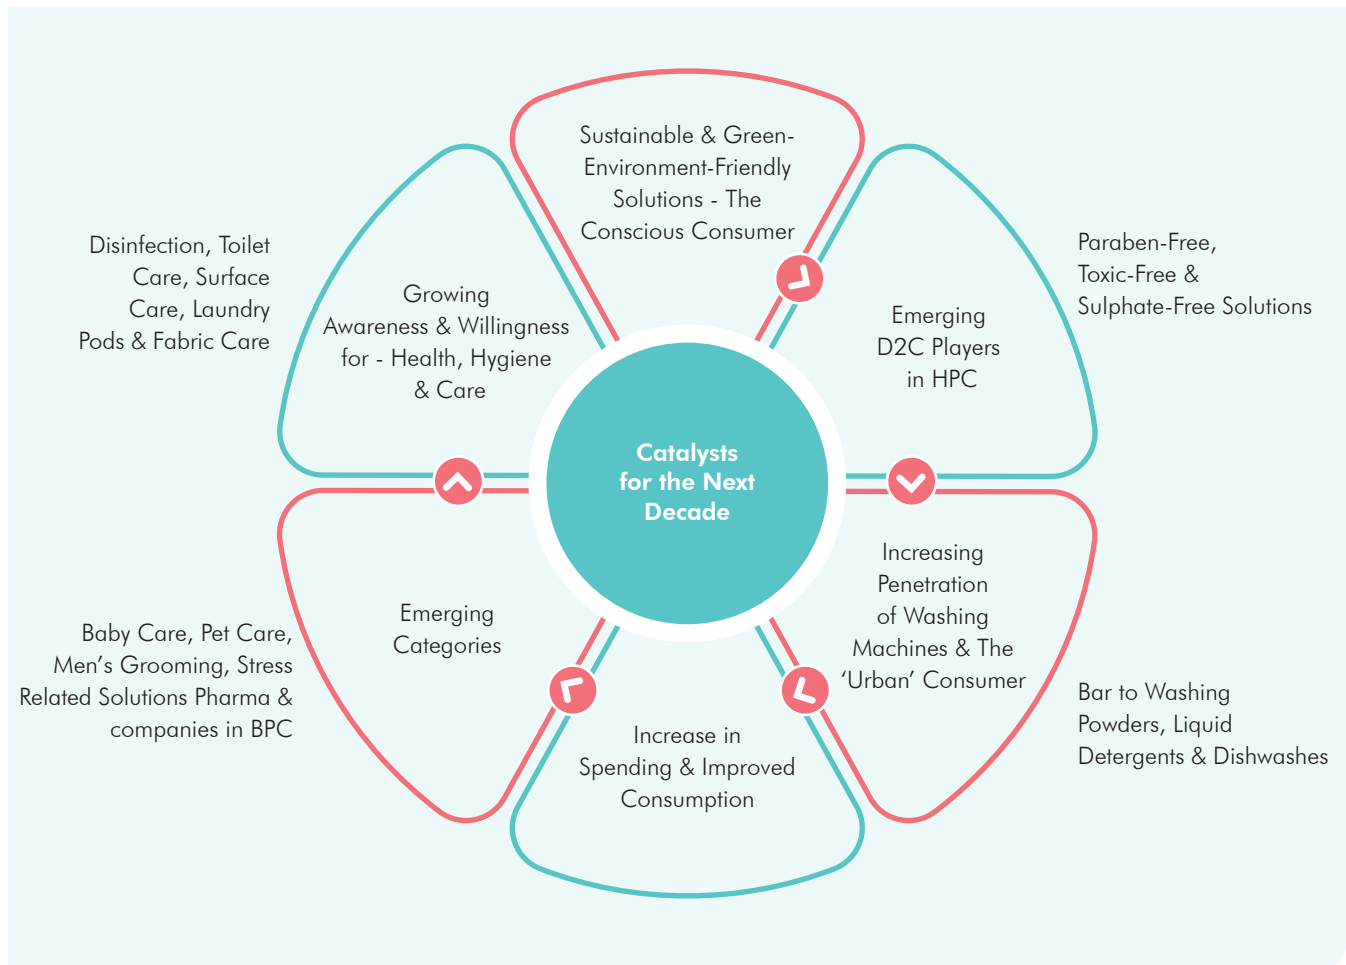 Sustainable & Green-
Environment-Friendly
Solutions - The
Conscious Consumer
Disinfection, Toilet
Care, Surface
Care, Laundry
Pods & Fabric Care
Growing
Awareness & Willingness
for - Health, Hygiene
& Care
Emerging
D2C Players
in HPC
Paraben-Free,
Toxic-Free &
Sulphate-Free Solutions
Catalysts
for the Next
Decade
Baby Care, Pet Care,
Men’s Grooming, Stress
Related Solutions Pharma &
companies in BPC
Emerging
Categories
Increase in
Spending & Improved
Consumption
Increasing
Penetration
of Washing
Machines & The
‘Urban’ Consumer
Bar to Washing
Powders, Liquid
Detergents & Dishwashes